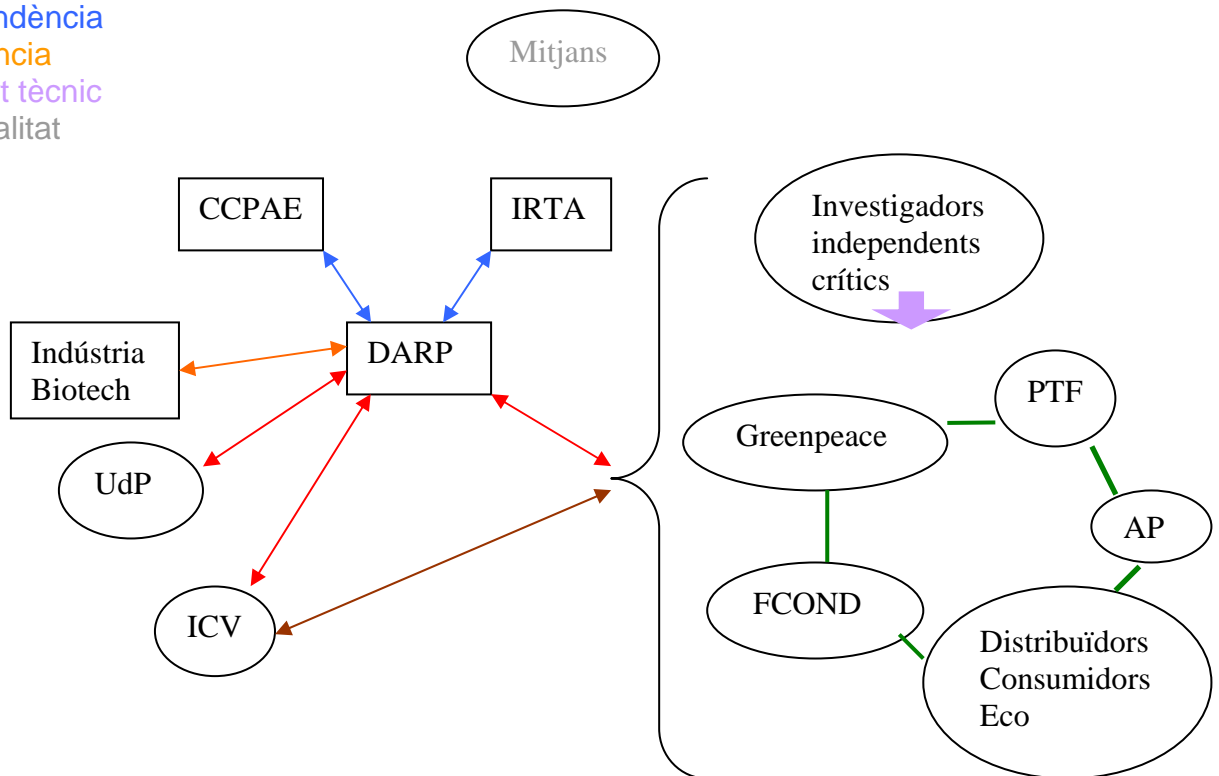 ndència
ncia
t tècnic
alitat
Mitjans
CCPAE
IRTA
Investigadors
independents
crítics
Indústria
Biotech
DARP
PTF
Greenpeace
UdP
AP
FCOND
ICV
Distribuïdors
Consumidors
Eco